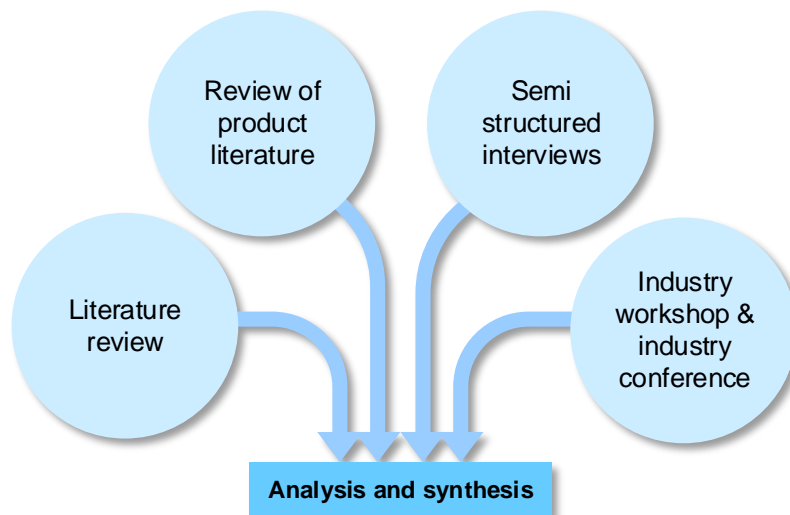 Review of
product
literature
Semi
structured
interviews
Literature
review
Industry
workshop &
industry
conference
Analysis and synthesis